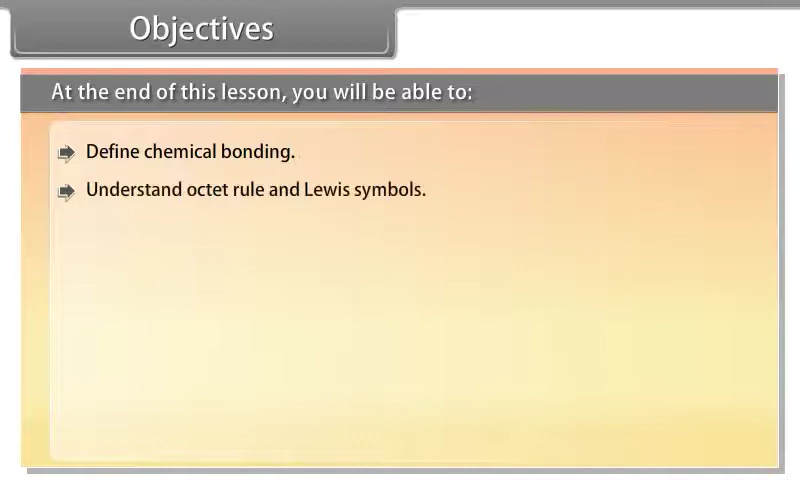 Objectives
At the end of this lesson, you will be able to:
Define chemical bonding.
Understand octet rule and Lewis symbols.